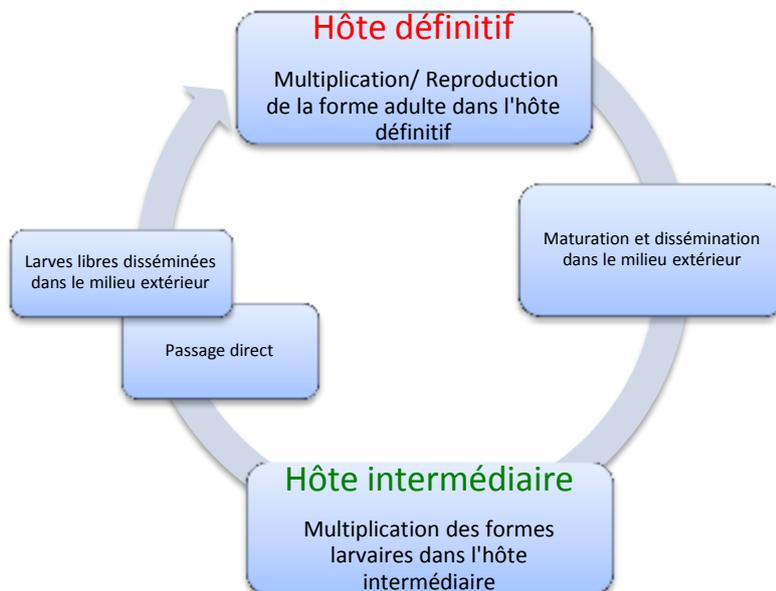 Hôte définitif
Multiplication/ Reproduction
de la forme adulte dans l'hôte
définitif
Maturation et dissémination
dans le milieu extérieur
Hôte intermédiaire
Multiplication des formes
larvaires dans l'hôte
intermédiaire
Larves libres disséminées
dans le milieu extérieur
Passage direct